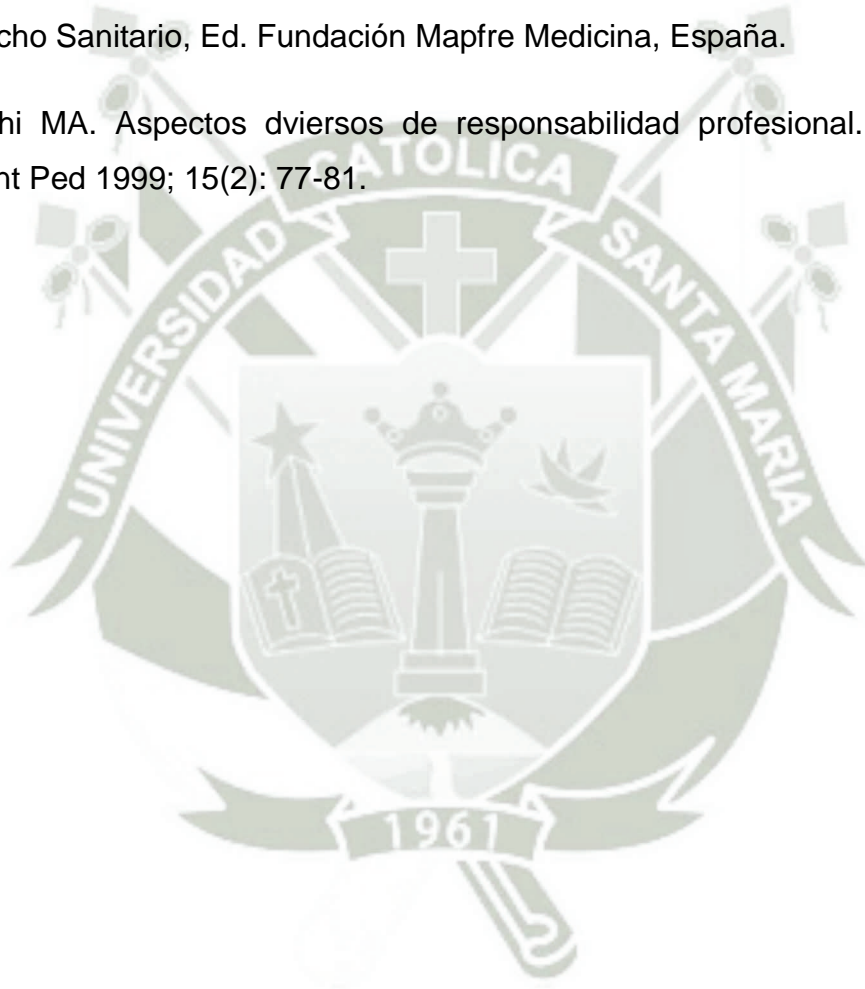 cho Sanitario, Ed. Fundación Mapfre Medicina, España.
hi MA. Aspectos dviersos de responsabilidad profesional.
nt Ped 1999; 15(2): 77-81.
UNIVERSIDAD CATOLICA SANTA MARIA
1961